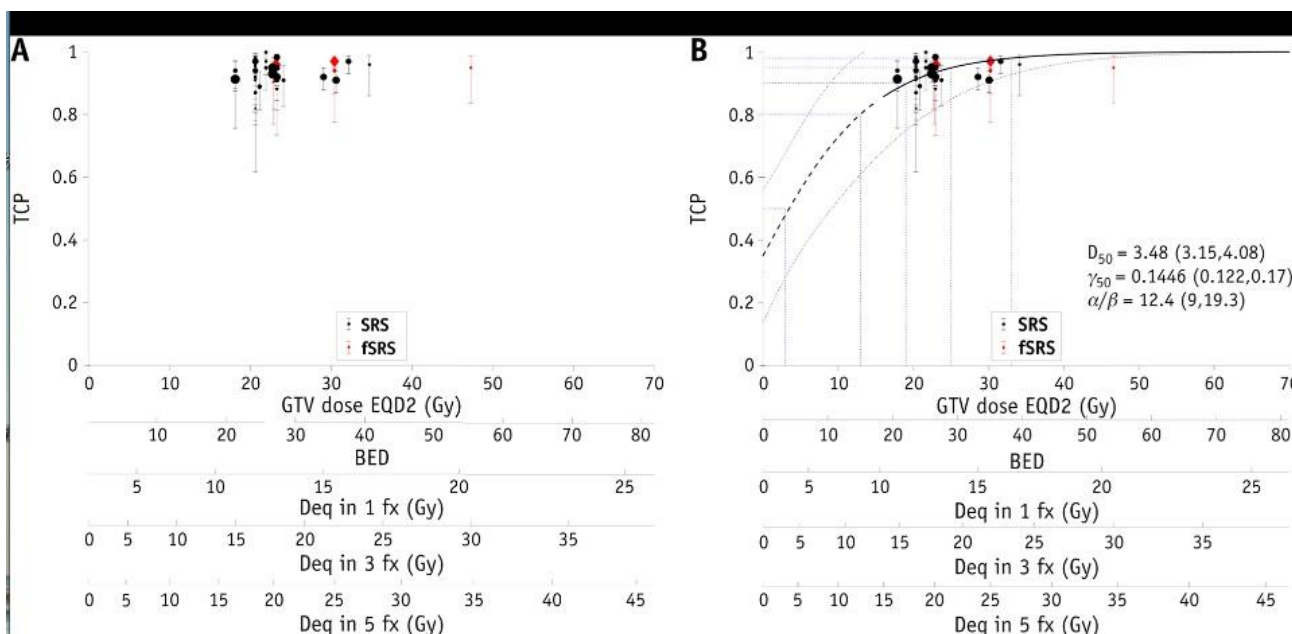 A
1
0.8
0.6
TCP
0.4
0.2
0
SRS
fSRS
0 10 20 30 40 50 60 70
GTV dose EQD2 (Gy)
10 20 30 40 50 60 70 80
BED
5 10 15 20 25
Deq in 1 fx (Gy)
0 5 10 15 20 25 30 35
Deq in 3 fx (Gy)
0 5 10 15 20 25 30 35 40 45
Deq in 5 fx (Gy)
B
1
0.8
0.6
TCP
0.4
0.2
0
D50 = 3.48 (3.15,4.08)
γ50 = 0.1446 (0.122,0.17)
α/β = 12.4 (9,19.3)
SRS
fSRS
0 10 20 30 40 50 60 70
GTV dose EQD2 (Gy)
0 10 20 30 40 50 60 70 80
BED
0 5 10 15 20 25
Deq in 1 fx (Gy)
0 5 10 15 20 25 30 35
Deq in 3 fx (Gy)
0 5 10 15 20 25 30 35 40 45
Deq in 5 fx (Gy)